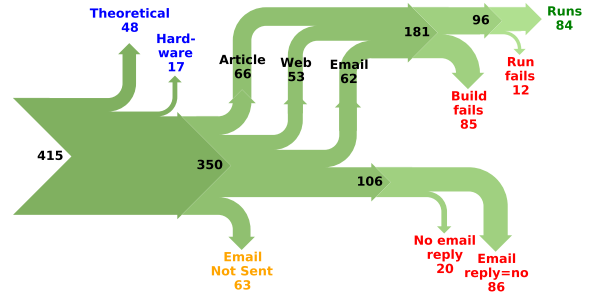 Theoretical
48
Hard-
ware
17
Article
66
Web
53
Email
62
181
96
Runs
84
Run
fails
12
Build
fails
85
415
350
106
Email
Not Sent
63
No email
reply
20
Email
reply=no
86